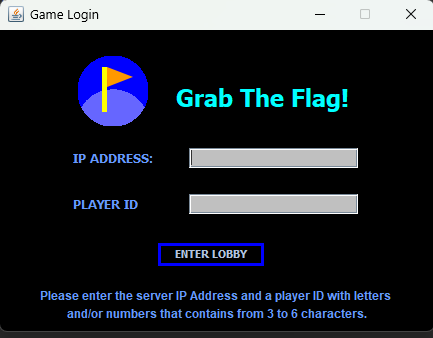 Game Login
Grab The Flag!
IP ADDRESS:
PLAYER ID
ENTER LOBBY
Please enter the server IP Address and a player ID with letters
and/or numbers that contains from 3 to 6 characters.